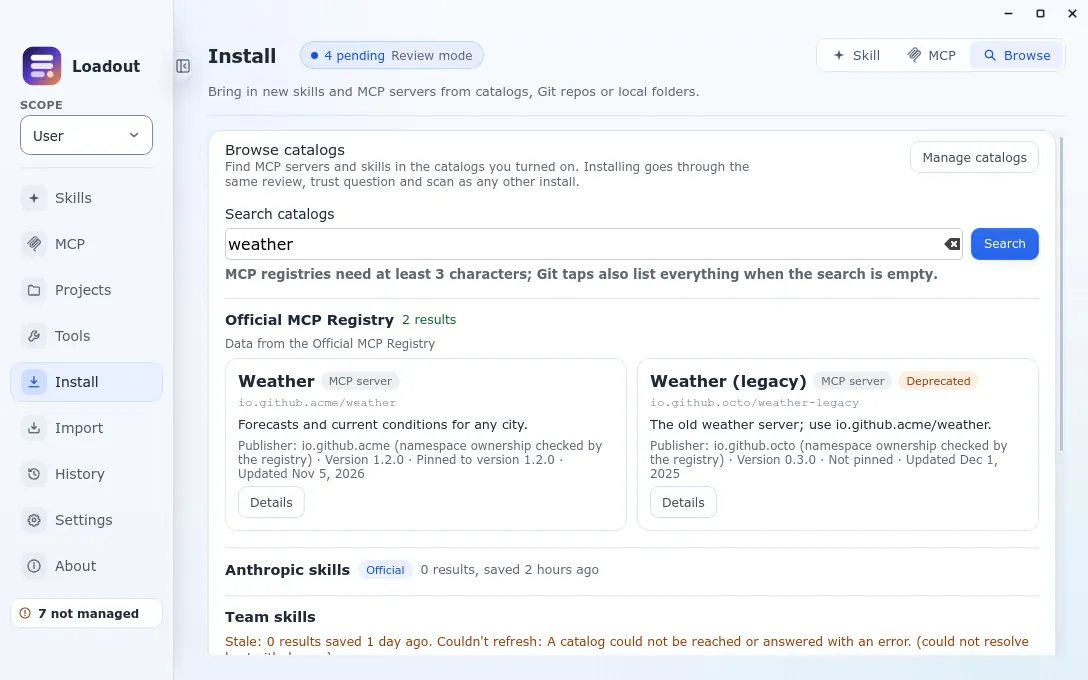 Loadout
SCOPE
User
Skills
MCP
Projects
Tools
Install
Import
History
Settings
About
7 not managed
Install
4 pending Review mode
Skill
MCP
Browse
Bring in new skills and MCP servers from catalogs, Git repos or local folders.
Browse catalogs
Find MCP servers and skills in the catalogs you turned on. Installing goes through the
same review, trust question and scan as any other install.
Manage catalogs
Search catalogs
weather
Search
MCP registries need at least 3 characters; Git taps also list everything when the search is empty.
Official MCP Registry 2 results
Data from the Official MCP Registry
Weather MCP server
io.github.acme/weather
Forecasts and current conditions for any city.
Publisher: io.github.acme (namespace ownership checked by
the registry) · Version 1.2.0 · Pinned to version 1.2.0 ·
Updated Nov 5, 2026
Details
Weather (legacy) MCP server Deprecated
io.github.octo/weather-legacy
The old weather server; use io.github.acme/weather.
Publisher: io.github.octo (namespace ownership checked by
the registry) · Version 0.3.0 · Not pinned · Updated Dec 1,
2025
Details
Anthropic skills Official 0 results, saved 2 hours ago
Team skills
Stale: 0 results saved 1 day ago. Couldn't refresh: A catalog could not be reached or answered with an error. (could not resolve